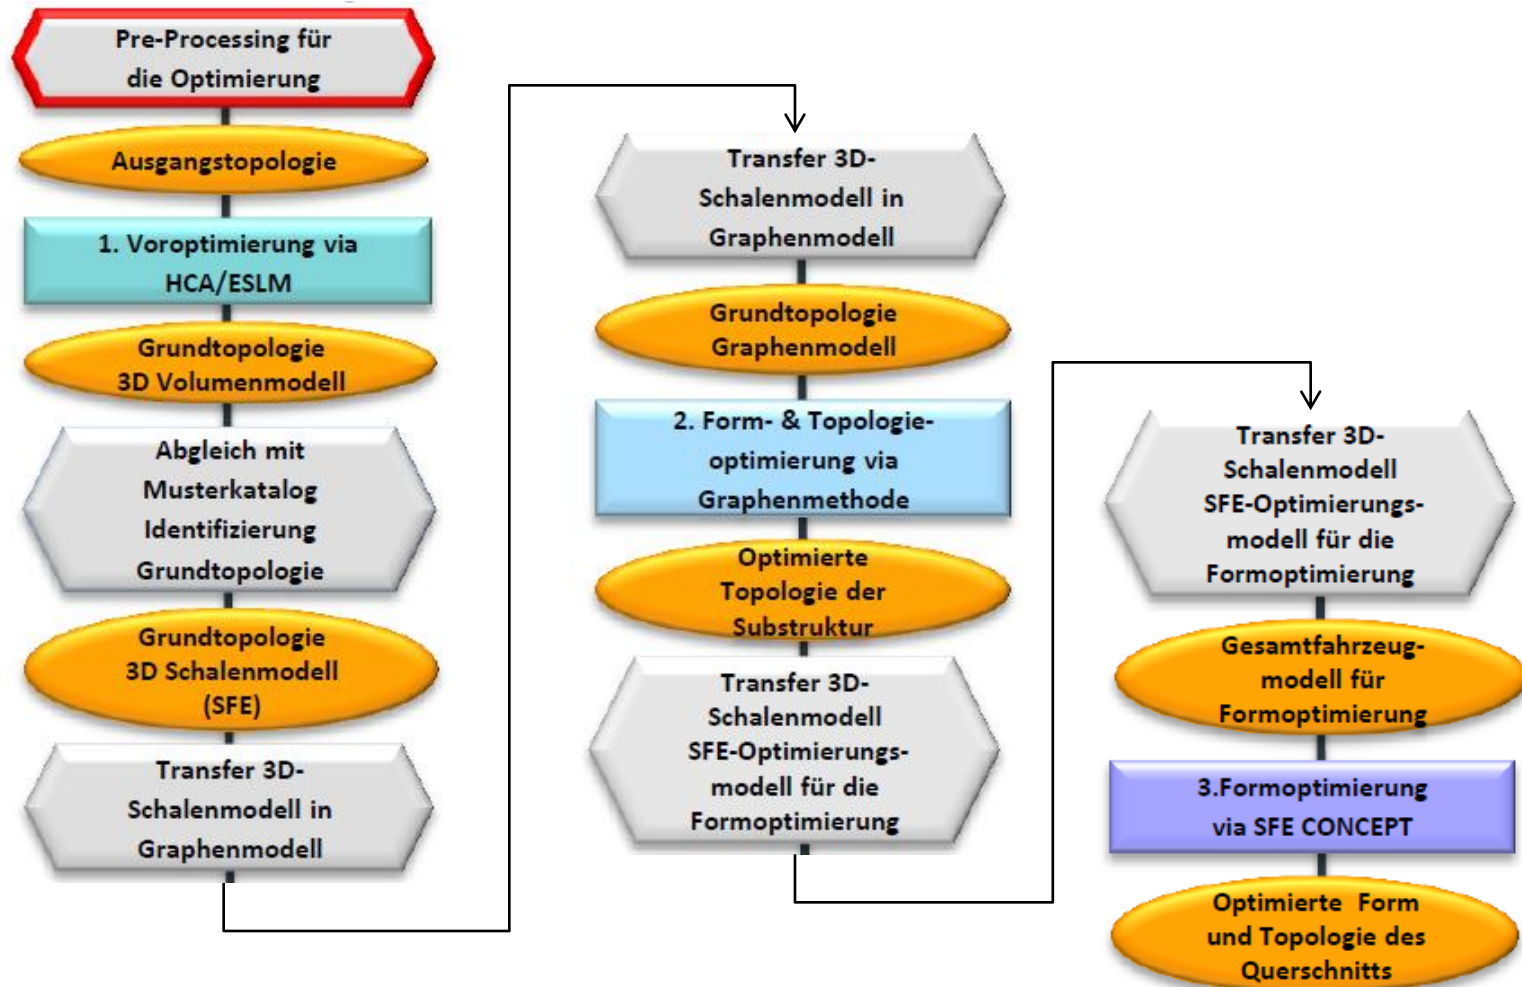 Pre-Processing für
die Optimierung
Ausgangstopologie
1. Voroptimierung via
HCA/ESLM
Grundtopologie
3D Volumenmodell
Abgleich mit
Musterkatalog
Identifizierung
Grundtopologie
Grundtopologie
3D Schalenmodell
(SFE)
Transfer 3D-
Schalenmodell in
Graphenmodell
Transfer 3D-
Schalenmodell in
Graphenmodell
Grundtopologie
Graphenmodell
2. Form- & Topologie-
optimierung via
Graphenmethode
Optimierte
Topologie der
Substruktur
Transfer 3D-
Schalenmodell
SFE-Optimierungs-
modell für die
Formoptimierung
Transfer 3D-
Schalenmodell
SFE-Optimierungs-
modell für die
Formoptimierung
Gesamtfahrzeug-
modell für
Formoptimierung
3.Formoptimierung
via SFE CONCEPT
Optimierte Form
und Topologie des
Querschnitts